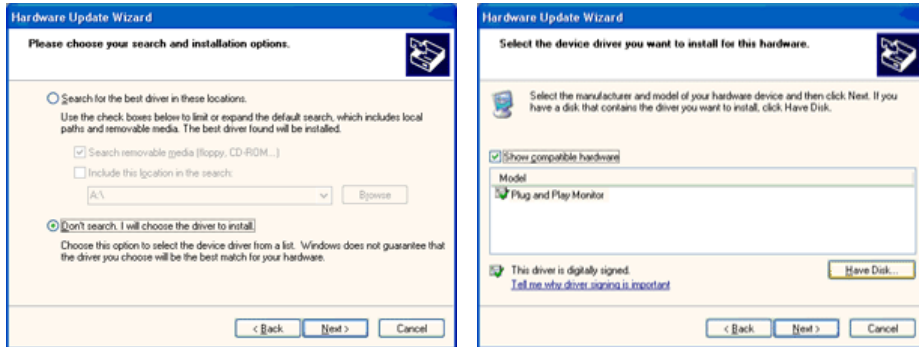 Hardware Update Wizard
Please choose your search and installation options.
Search for the best driver in these locations.
Use the check boxes below to limit or expand the default search, which includes local
paths and removable media. The best driver found will be installed.
Search removable media (floppy, CD-ROM...)
Include this location in the search:
A:\
Browse
Don't search. I will choose the driver to install.
Choose this option to select the device driver from a list. Windows does not guarantee that
the driver you choose will be the best match for your hardware.
< Back
Next >
Cancel
Hardware Update Wizard
Select the device driver you want to install for this hardware.
Select the manufacturer and model of your hardware device and then click Next. If you
have a disk that contains the driver you want to install, click Have Disk.
Show compatible hardware
Model
Plug and Play Monitor
This driver is digitally signed.
Tell me why driver signing is important
Have Disk...
< Back
Next >
Cancel